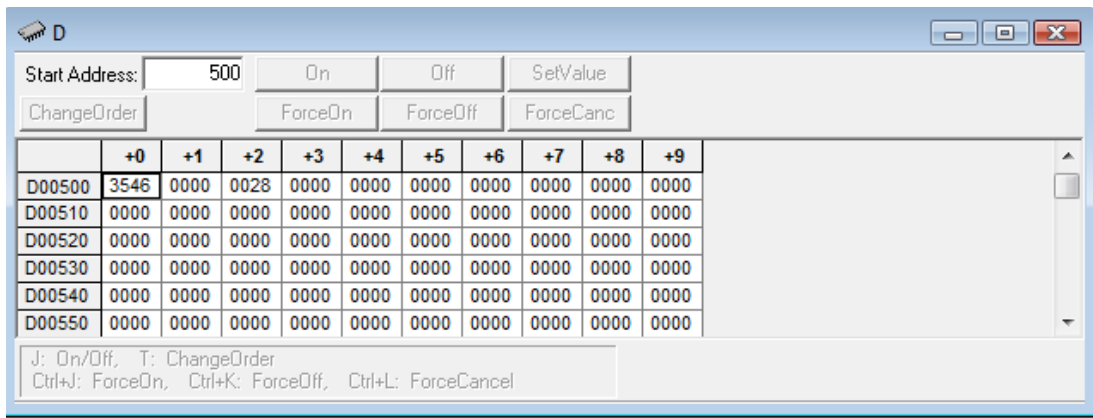 D
Start Address: 500 On Off SetValue
ChangeOrder ForceOn ForceOff ForceCanc
+0 +1 +2 +3 +4 +5 +6 +7 +8 +9
D00500 3546 0000 0028 0000 0000 0000 0000 0000 0000 0000
D00510 0000 0000 0000 0000 0000 0000 0000 0000 0000 0000
D00520 0000 0000 0000 0000 0000 0000 0000 0000 0000 0000
D00530 0000 0000 0000 0000 0000 0000 0000 0000 0000 0000
D00540 0000 0000 0000 0000 0000 0000 0000 0000 0000 0000
D00550 0000 0000 0000 0000 0000 0000 0000 0000 0000 0000
J: On/Off, T: ChangeOrder
Ctrl+J: ForceOn, Ctrl+K: ForceOff, Ctrl+L: ForceCancel